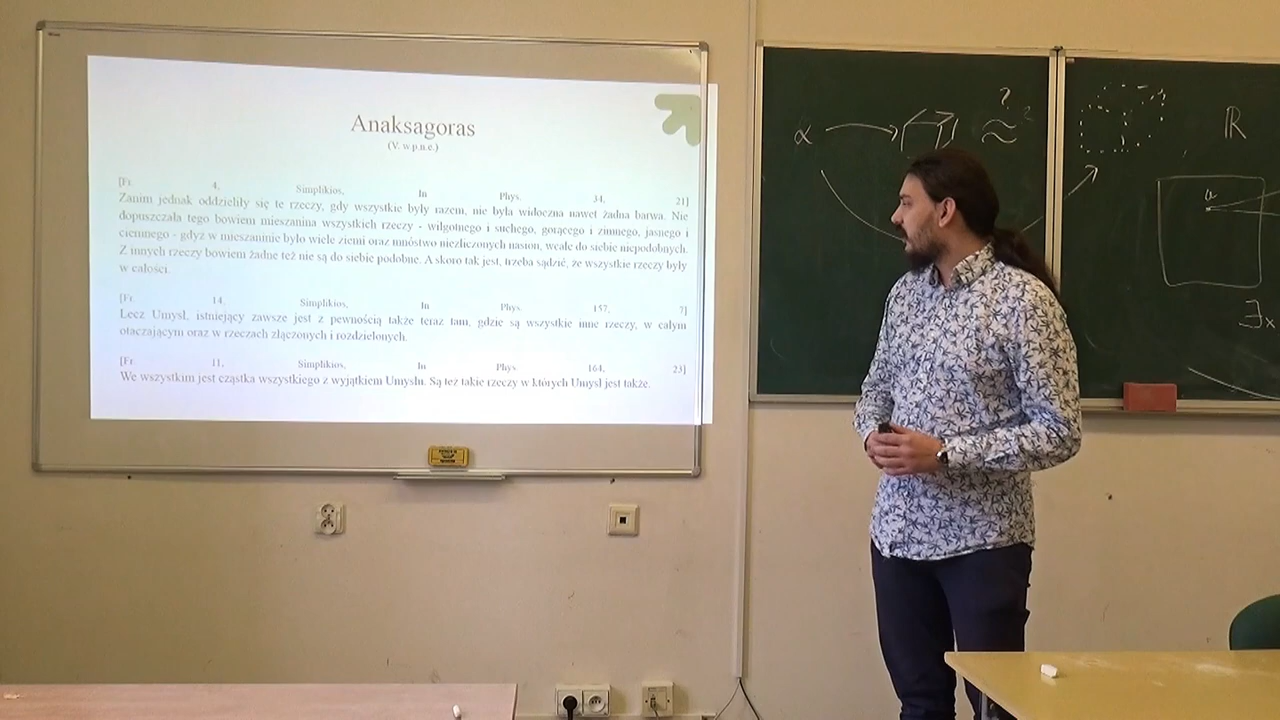 Anaksagoras
(V. w p.n.e.)
[Fr. 4, Simplikios, In Phys. 34, 21]
Zanim jednak oddzieliły się te rzeczy, gdy wszystkie były razem, nie była widoczna nawet żadna barwa. Nie
dopuszczała tego bowiem mieszanina wszystkich rzeczy - wilgotnego i suchego, gorącego i zimnego, jasnego i
ciemnego - gdyż w mieszaninie było wiele ziemi oraz mnóstwo niezliczonych nasion, wcale do siebie niepodobnych.
Z innych rzeczy bowiem żadne też nie są do siebie podobne. A skoro tak jest, trzeba sądzić, że wszystkie rzeczy były
w całości.
[Fr. 14, Simplikios, In Phys. 157, 7]
Lecz Umysł, istniejący zawsze jest z pewnością także teraz tam, gdzie są wszystkie inne rzeczy, w całym
otaczającym oraz w rzeczach złączonych i rozdzielonych.
[Fr. 11, Simplikios, In Phys. 164, 23]
We wszystkim jest cząstka wszystkiego z wyjątkiem Umysłu. Są też takie rzeczy w których Umysł jest także.
α
?
≈
ℝ
a
∃x